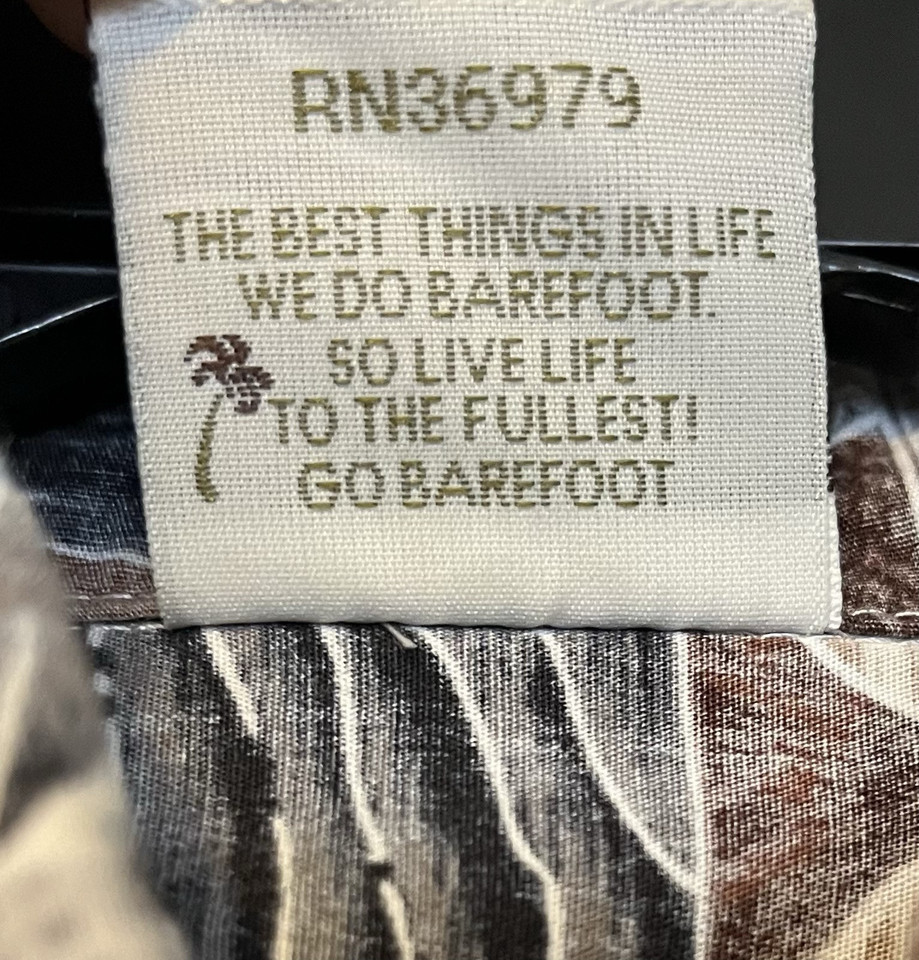 RN36979
THE BEST THINGS IN LIFE
WE DO BAREFOOT.
SO LIVE LIFE
TO THE FULLEST!
GO BAREFOOT